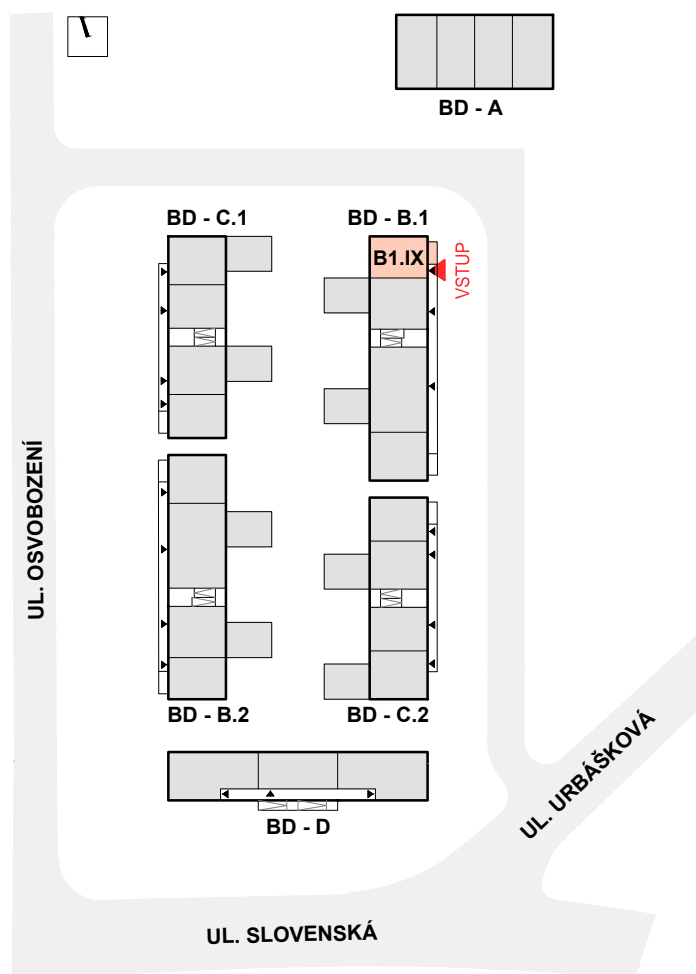 BD - A
BD - C.1
BD - B.1
B1.IX
VSTUP
UL. OSVOBOZENÍ
BD - B.2
BD - C.2
UL. URBÁŠKOVÁ
BD - D
UL. SLOVENSKÁ